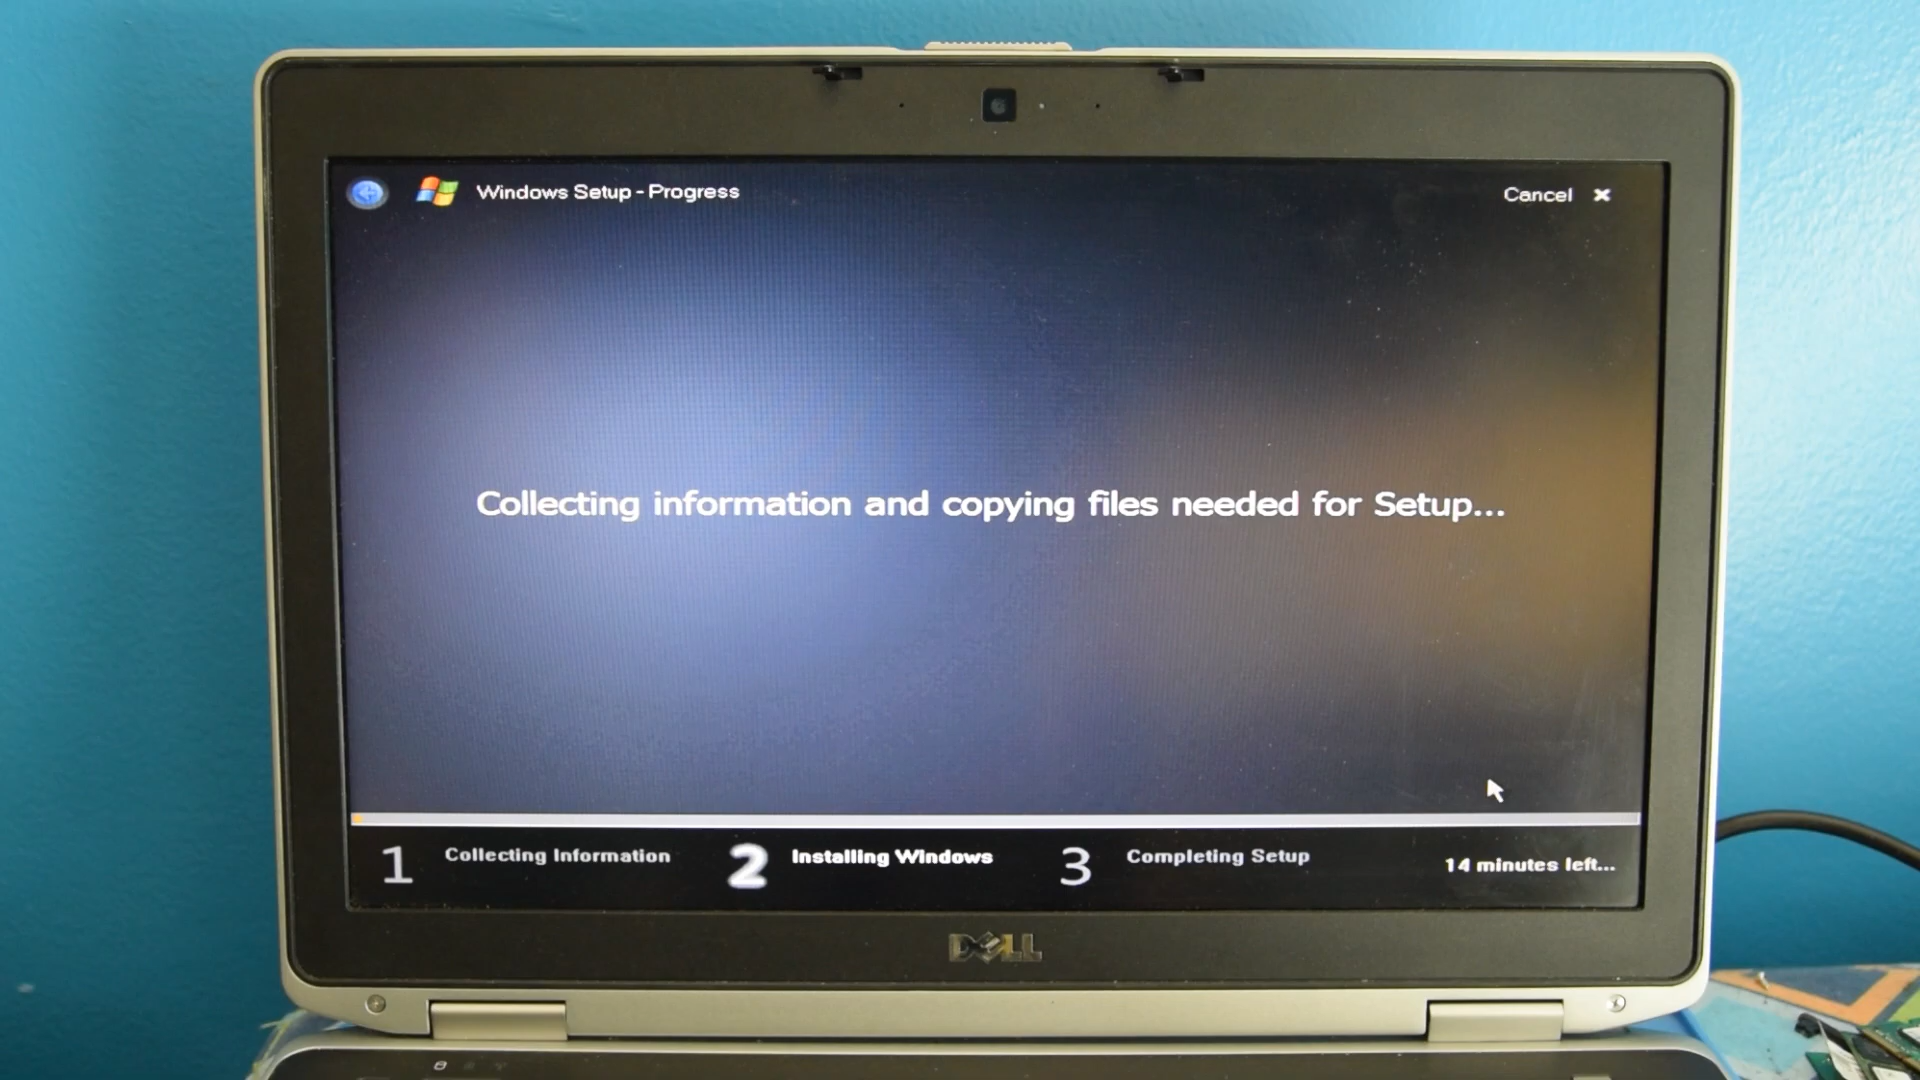 Windows Setup - Progress
Cancel
Collecting information and copying files needed for Setup...
1 Collecting Information
2 Installing Windows
3 Completing Setup
14 minutes left...
DELL